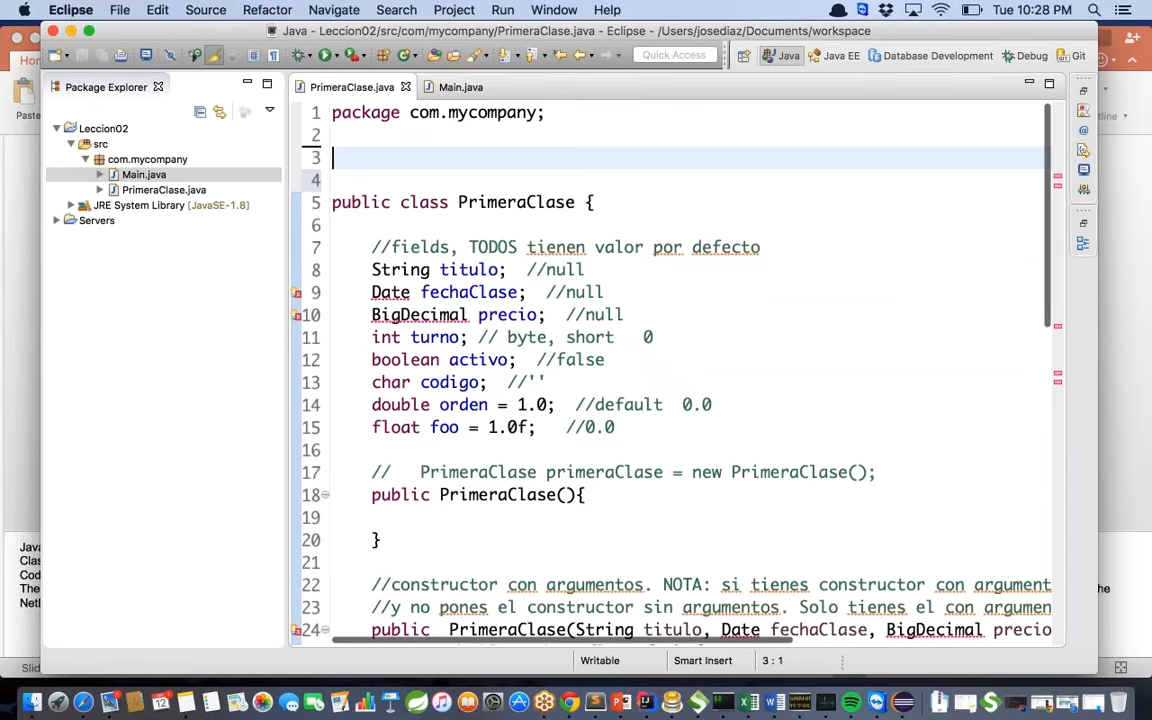 Eclipse File Edit Source Refactor Navigate Search Project Run Window Help Tue 10:28 PM
Java - Leccion02/src/com/mycompany/PrimeraClase.java - Eclipse - /Users/josediaz/Documents/workspace
Quick Access Java Java EE Database Development Debug Git
Paste
Package Explorer
PrimeraClase.java Main.java
Leccion02
src
com.mycompany
Main.java
PrimeraClase.java
JRE System Library [JavaSE-1.8]
Servers
1 package com.mycompany;
2
3
4
5 public class PrimeraClase {
6
7 //fields, TODOS tienen valor por defecto
8 String titulo; //null
9 Date fechaClase; //null
10 BigDecimal precio; //null
11 int turno; // byte, short 0
12 boolean activo; //false
13 char codigo; //''
14 double orden = 1.0; //default 0.0
15 float foo = 1.0f; //0.0
16
17 // PrimeraClase primeraClase = new PrimeraClase();
18 public PrimeraClase(){
19
20 }
21
22 //constructor con argumentos. NOTA: si tienes constructor con argument
23 //y no pones el constructor sin argumentos. Solo tienes el con argumen
24 public PrimeraClase(String titulo, Date fechaClase, BigDecimal precio
Writable Smart Insert 3 : 1